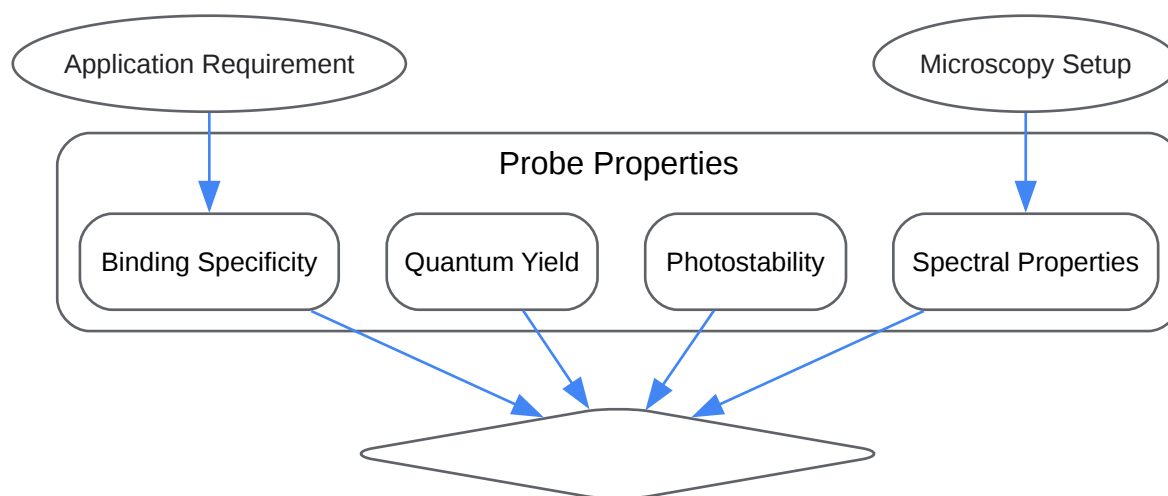 Application Requirement
Microscopy Setup
Probe Properties
Binding Specificity
Quantum Yield
Photostability
Spectral Properties